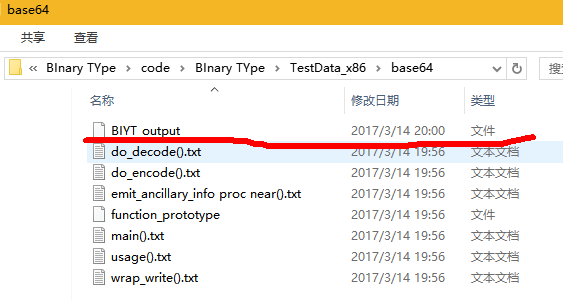 base64
共享 查看
« BInary TYpe › code › BInary TYpe › TestData_x86 › base64
名称 修改日期 类型
BIYT_output 2017/3/14 20:00 文件
do_decode().txt 2017/3/14 19:56 文本文档
do_encode().txt 2017/3/14 19:56 文本文档
emit_ancillary_info proc near().txt 2017/3/14 19:56 文本文档
function_prototype 2017/3/14 19:56 文件
main().txt 2017/3/14 19:56 文本文档
usage().txt 2017/3/14 19:56 文本文档
wrap_write().txt 2017/3/14 19:56 文本文档